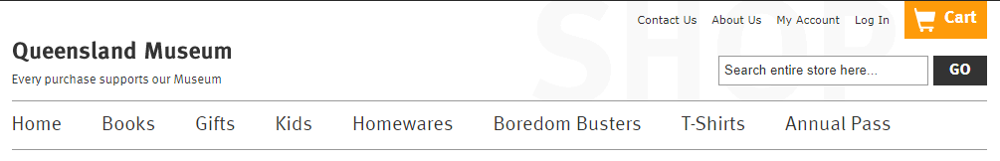 SHOP
Contact Us About Us My Account Log In Cart
Queensland Museum
Every purchase supports our Museum
Search entire store here... GO
Home Books Gifts Kids Homewares Boredom Busters T-Shirts Annual Pass